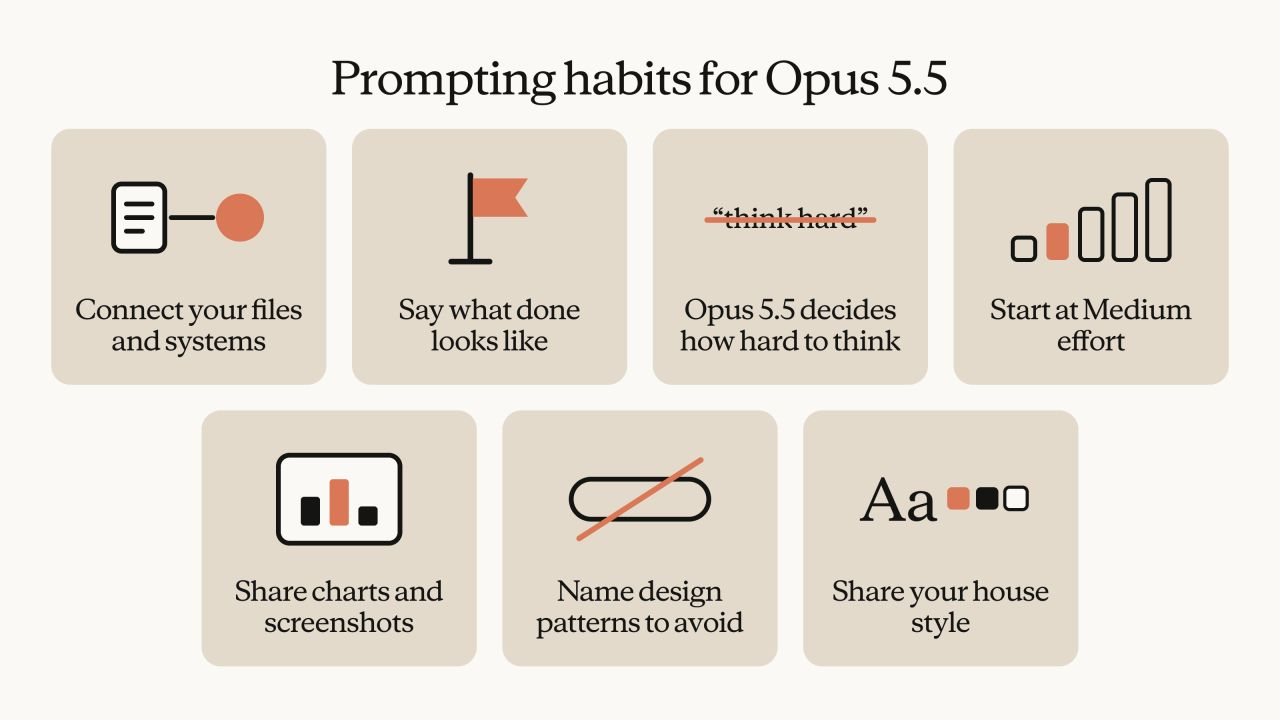 Prompting habits for Opus 5.5
Connect your files
and systems
Say what done
looks like
“think hard”
Opus 5.5 decides
how hard to think
Start at Medium
effort
Share charts and
screenshots
Name design
patterns to avoid
Aa
Share your house
style